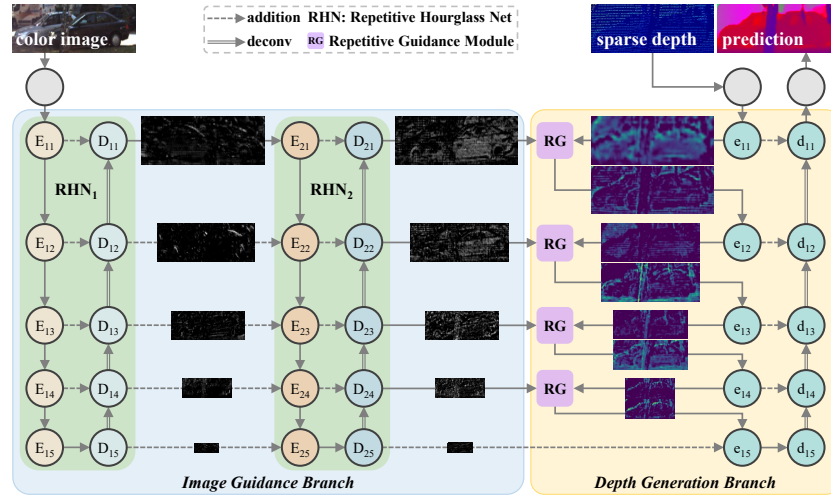 color image
addition
RHN: Repetitive Hourglass Net
deconv
RG
Repetitive Guidance Module
sparse depth
prediction
E11
D11
E21
D21
RG
e11
d11
RHN1
RHN2
E12
D12
E22
D22
RG
e12
d12
E13
D13
E23
D23
RG
e13
d13
E14
D14
E24
D24
RG
e14
d14
E15
D15
E25
D25
e15
d15
Image Guidance Branch
Depth Generation Branch